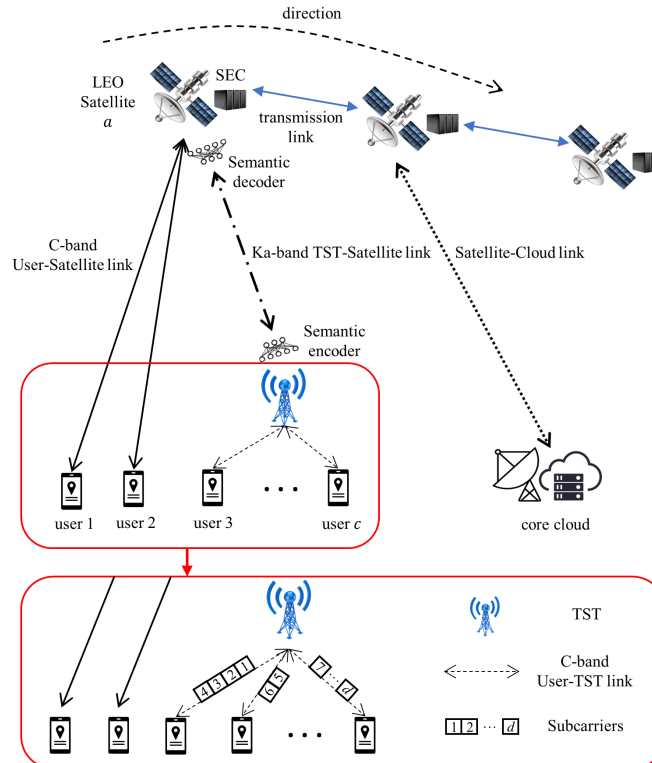 direction
LEO
Satellite
a
SEC
transmission
link
Semantic
decoder
C-band
User-Satellite link
Ka-band TST-Satellite link
Satellite-Cloud link
Semantic
encoder
user 1
user 2
user 3
· · ·
user c
core cloud
TST
4 3 2 1
6 5
7 ··· d
C-band
User-TST link
· · ·
1 2 ··· d
Subcarriers